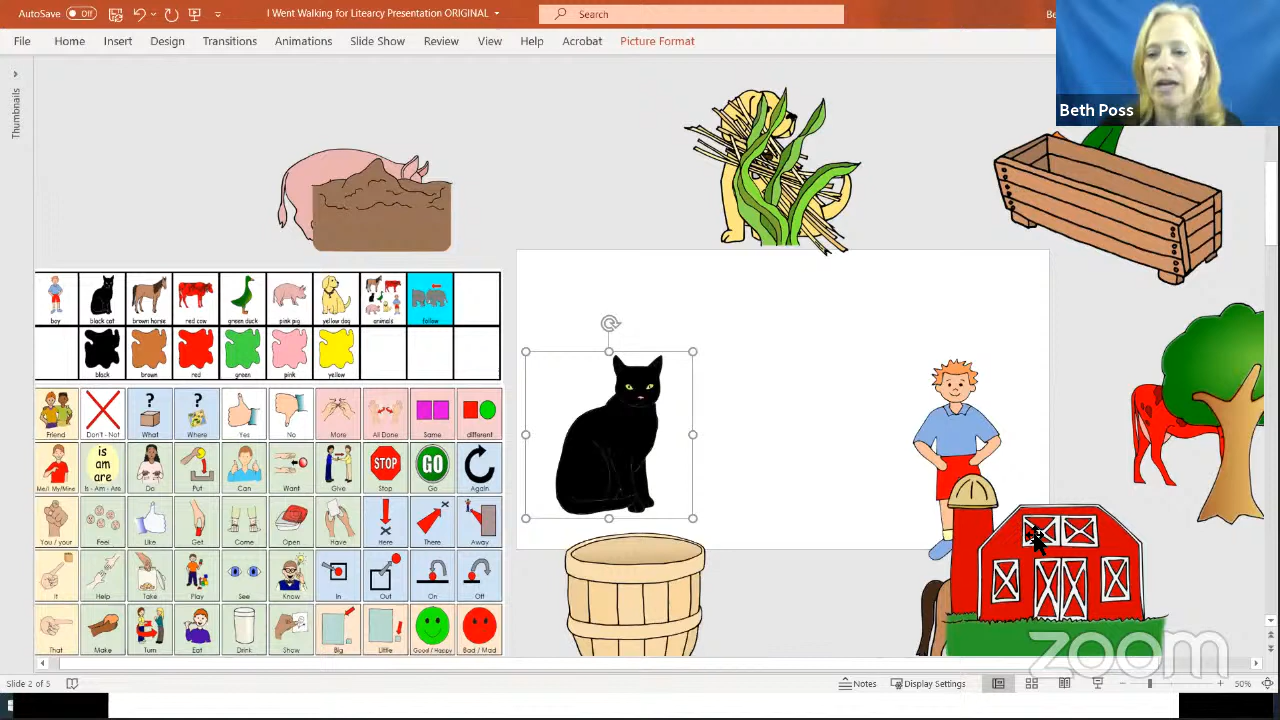 AutoSave Off I Went Walking for Litearcy Presentation ORIGINAL Search Be
File Home Insert Design Transitions Animations Slide Show Review View Help Acrobat Picture Format
Beth Poss
Thumbnails
boy black cat brown horse red cow green duck pink pig yellow dog animals follow
black brown red green pink yellow
Friend Don't - Not ? What ? Where Yes No More All Done Same different
Me/I My/Mine is am are Is - Am - Are Do Put Can Want Give STOP Stop GO Go Again
You / your Feel Like Get Come Open Have Here There Away
It Help Take Play See Know In Out On Off
That Make Turn Eat Drink Show Big Little Good / Happy Bad / Mad
zoom
Slide 2 of 5 Notes Display Settings 50%